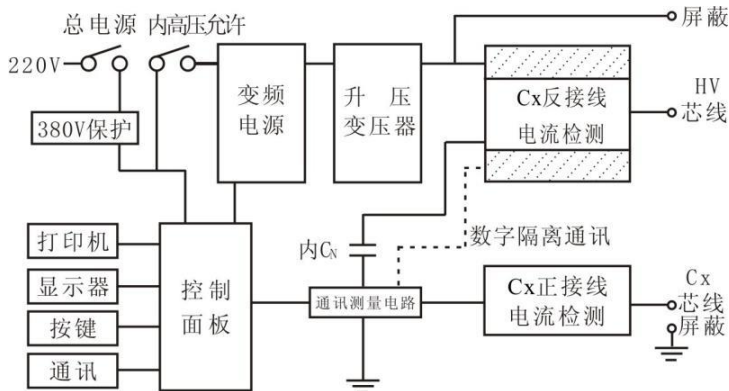 总电源
内高压允许
屏蔽
220V
变频
电源
升 压
变压器
Cx反接线
电流检测
HV
芯线
380V保护
打印机
显示器
按键
通讯
控制
面板
内CN
数字隔离通讯
通讯测量电路
Cx正接线
电流检测
Cx
芯线
屏蔽